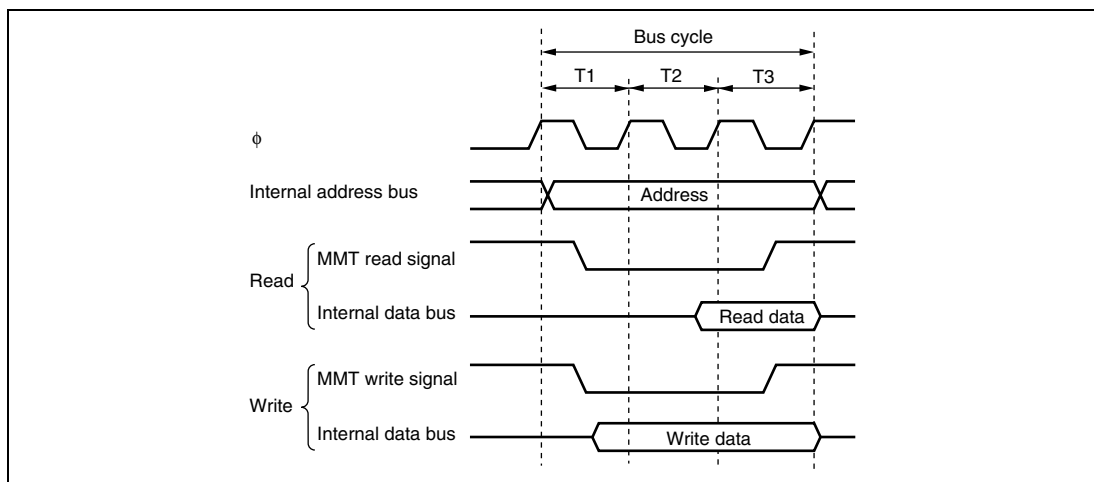 Bus cycle
T1 T2 T3
ϕ
Internal address bus Address
Read
MMT read signal
Internal data bus Read data
Write
MMT write signal
Internal data bus Write data